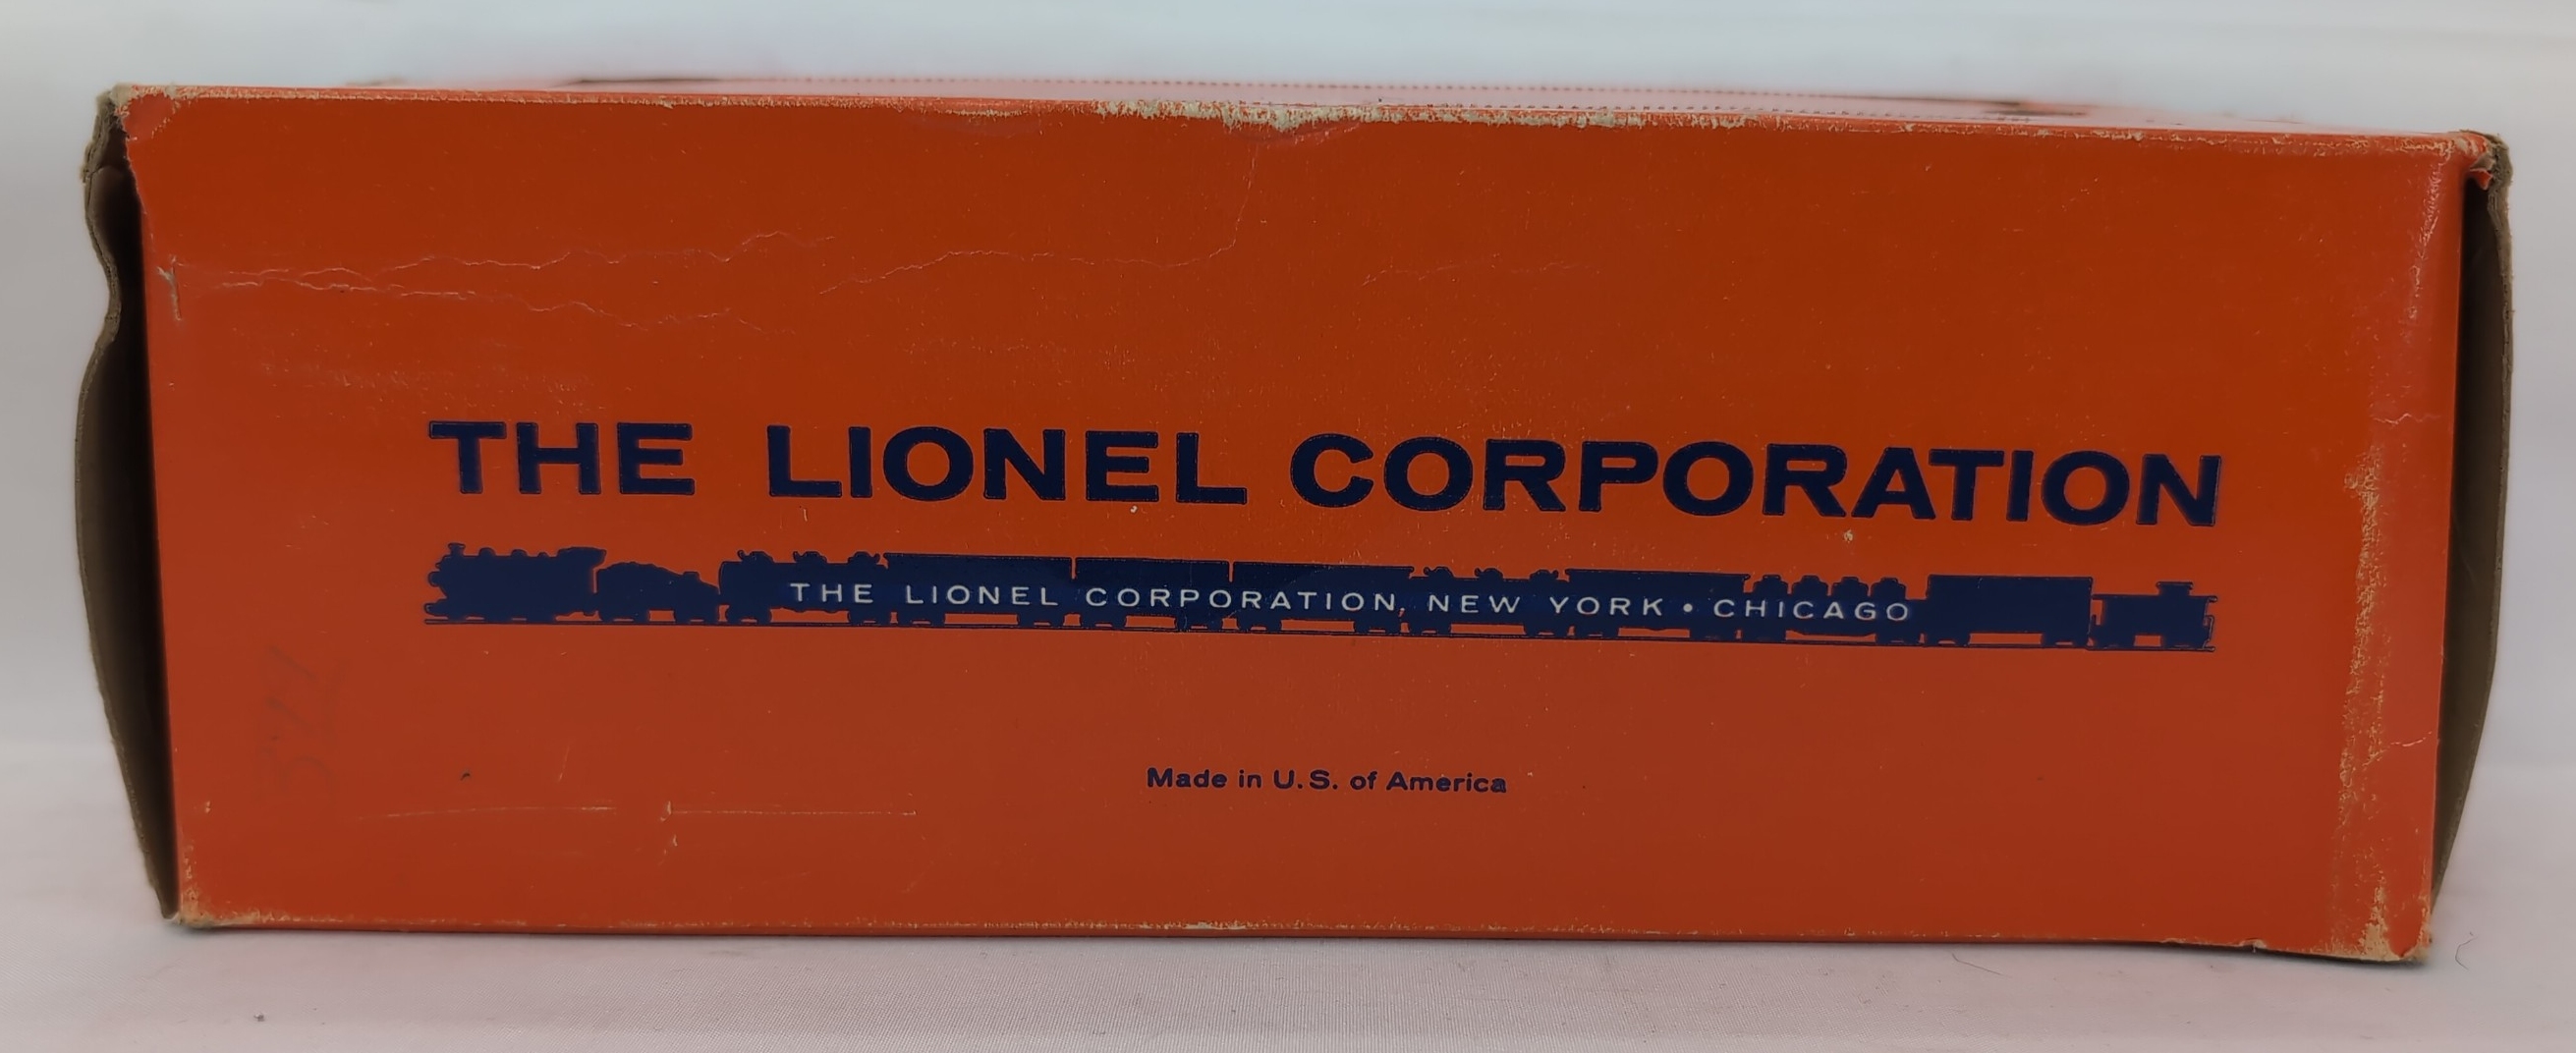 THE LIONEL CORPORATION
THE LIONEL CORPORATION, NEW YORK • CHICAGO
Made in U.S. of America